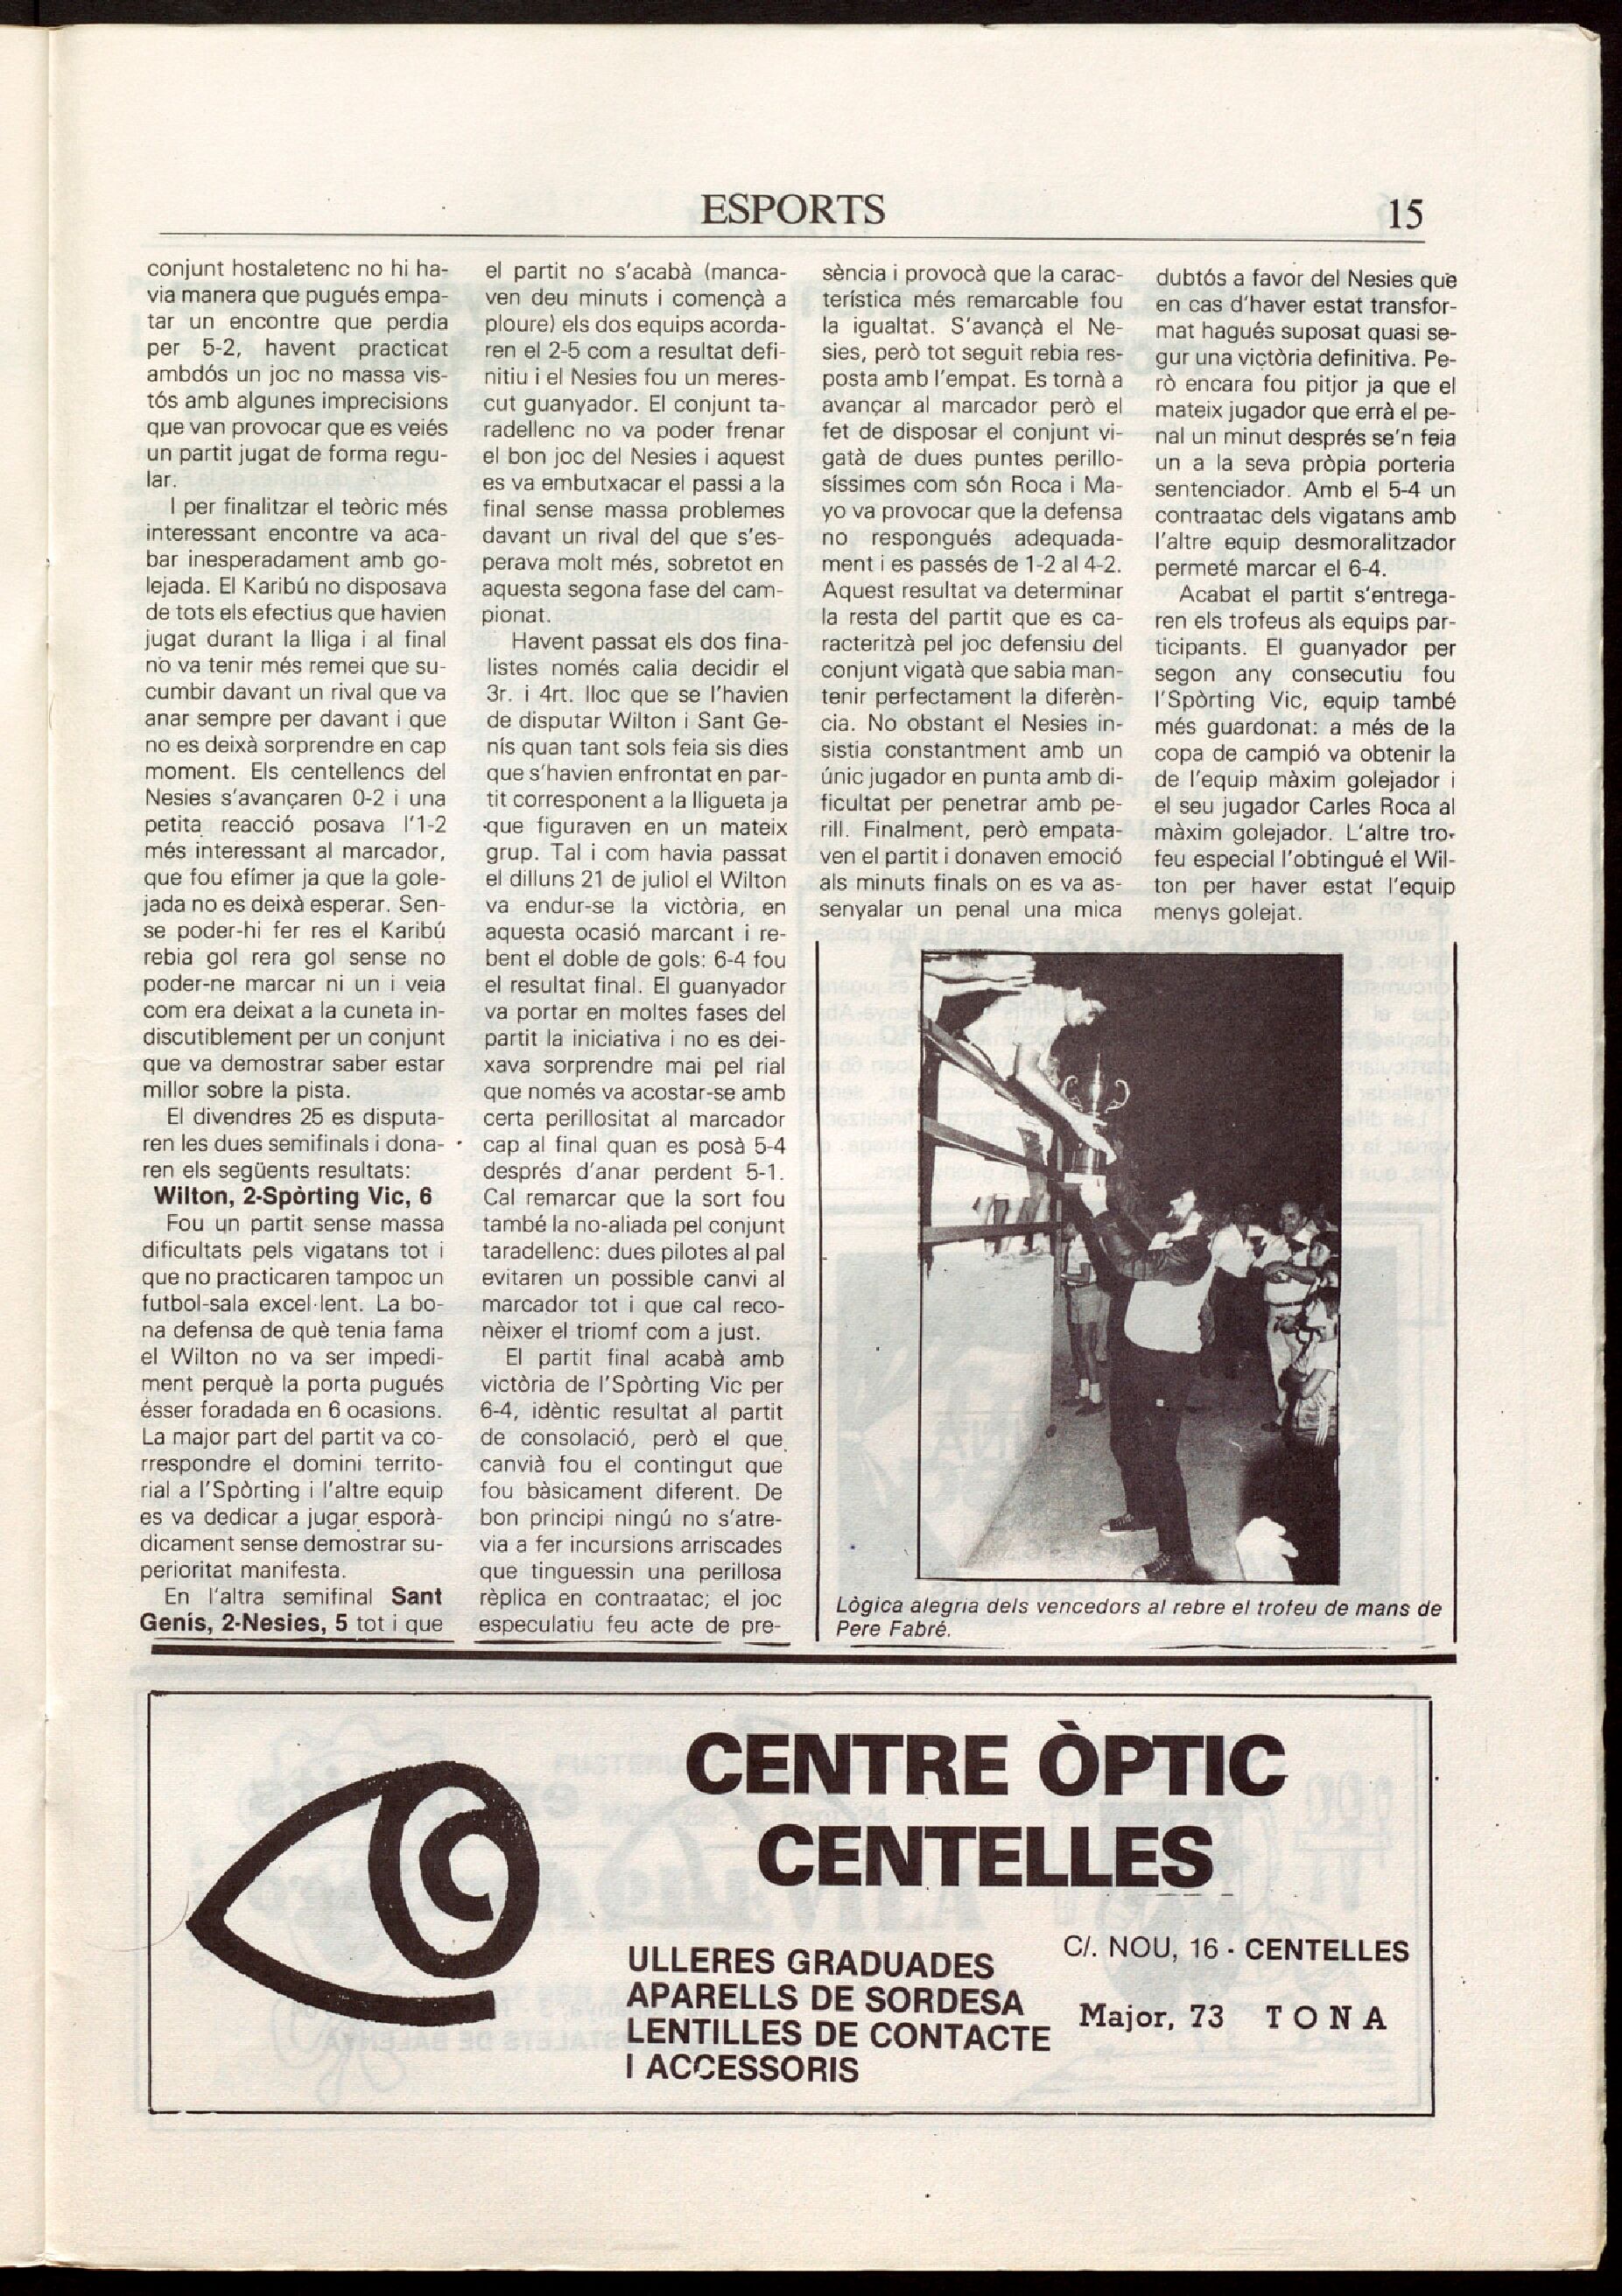 ESPORTS
15
conjunt hostaletenc no hi ha-
via manera que pugués empa-
tar un encontre que perdia
per 5-2, havent practicat
ambdós un joc no massa vis-
tós amb algunes imprecisions
que van provocar que es veiés
un partit jugat de forma regu-
lar.
I per finalitzar el teòric més
interessant encontre va aca-
bar inesperadament amb go-
lejada. El Karibú no disposava
de tots els efectius que havien
jugat durant la lliga i al final
no va tenir més remei que su-
cumbir davant un rival que va
anar sempre per davant i que
no es deixà sorprendre en cap
moment. Els centellencs del
Nesies s'avançaren 0-2 i una
petita reacció posava l'1-2
més interessant al marcador,
que fou efímer ja que la gole-
jada no es deixà esperar. Sen-
se poder-hi fer res el Karibú
rebia gol rera gol sense no
poder-ne marcar ni un i veia
com era deixat a la cuneta in-
discutiblement per un conjunt
que va demostrar saber estar
millor sobre la pista.
El divendres 25 es disputa-
ren les dues semifinals i dona-
ren els següents resultats:
Wilton, 2-Spòrting Vic, 6
Fou un partit sense massa
dificultats pels vigatans tot i
que no practicaren tampoc un
futbol-sala excel·lent. La bo-
na defensa de què tenia fama
el Wilton no va ser impedi-
ment perquè la porta pugués
ésser foradada en 6 ocasions.
La major part del partit va co-
rrespondre el domini territo-
rial a l'Spòrting i l'altre equip
es va dedicar a jugar esporà-
dicament sense demostrar su-
perioritat manifesta.
En l'altra semifinal Sant
Genís, 2-Nesies, 5 tot i que
el partit no s'acabà (manca-
ven deu minuts i començà a
ploure) els dos equips acorda-
ren el 2-5 com a resultat defi-
nitiu i el Nesies fou un meres-
cut guanyador. El conjunt ta-
radellenc no va poder frenar
el bon joc del Nesies i aquest
es va embutxacar el passi a la
final sense massa problemes
davant un rival del que s'es-
perava molt més, sobretot en
aquesta segona fase del cam-
pionat.
Havent passat els dos fina-
listes només calia decidir el
3r. i 4rt. lloc que se l'havien
de disputar Wilton i Sant Ge-
nís quan tant sols feia sis dies
que s'havien enfrontat en par-
tit corresponent a la lligueta ja
que figuraven en un mateix
grup. Tal i com havia passat
el dilluns 21 de juliol el Wilton
va endur-se la victòria, en
aquesta ocasió marcant i re-
bent el doble de gols: 6-4 fou
el resultat final. El guanyador
va portar en moltes fases del
partit la iniciativa i no es dei-
xava sorprendre mai pel rial
que només va acostar-se amb
certa perillositat al marcador
cap al final quan es posà 5-4
després d'anar perdent 5-1.
Cal remarcar que la sort fou
també la no-aliada pel conjunt
taradellenc: dues pilotes al pal
evitaren un possible canvi al
marcador tot i que cal reco-
nèixer el triomf com a just.
El partit final acabà amb
victòria de l'Spòrting Vic per
6-4, idèntic resultat al partit
de consolació, però el que
canvià fou el contingut que
fou bàsicament diferent. De
bon principi ningú no s'atre-
via a fer incursions arriscades
que tinguessin una perillosa
rèplica en contraatac; el joc
especulatiu feu acte de pre-
sència i provocà que la carac-
terística més remarcable fou
la igualtat. S'avançà el Ne-
sies, però tot seguit rebia res-
posta amb l'empat. Es tornà a
avançar al marcador però el
fet de disposar el conjunt vi-
gatà de dues puntes perillo-
síssimes com són Roca i Ma-
yo va provocar que la defensa
no respongués adequada-
ment i es passés de 1-2 al 4-2.
Aquest resultat va determinar
la resta del partit que es ca-
racteritzà pel joc defensiu del
conjunt vigatà que sabia man-
tenir perfectament la diferèn-
cia. No obstant el Nesies in-
sistia constantment amb un
únic jugador en punta amb di-
ficultat per penetrar amb pe-
rill. Finalment, però empata-
ven el partit i donaven emoció
als minuts finals on es va as-
senyalar un penal una mica
dubtós a favor del Nesies que
en cas d'haver estat transfor-
mat hagués suposat quasi se-
gur una victòria definitiva. Pe-
rò encara fou pitjor ja que el
mateix jugador que errà el pe-
nal un minut després se'n feia
un a la seva pròpia porteria
sentenciador. Amb el 5-4 un
contraatac dels vigatans amb
l'altre equip desmoralitzador
permeté marcar el 6-4.
Acabat el partit s'entrega-
ren els trofeus als equips par-
ticipants. El guanyador per
segon any consecutiu fou
l'Spòrting Vic, equip també
més guardonat: a més de la
copa de campió va obtenir la
de l'equip màxim golejador i
el seu jugador Carles Roca al
màxim golejador. L'altre tro-
feu especial l'obtingué el Wil-
ton per haver estat l'equip
menys golejat.
Lògica alegria dels vencedors al rebre el trofeu de mans de
Pere Fabré.
CENTRE ÒPTIC
CENTELLES
ULLERES GRADUADES
APARELLS DE SORDESA
LENTILLES DE CONTACTE
I ACCESSORIS
C/. NOU, 16 - CENTELLES
Major, 73 TONA